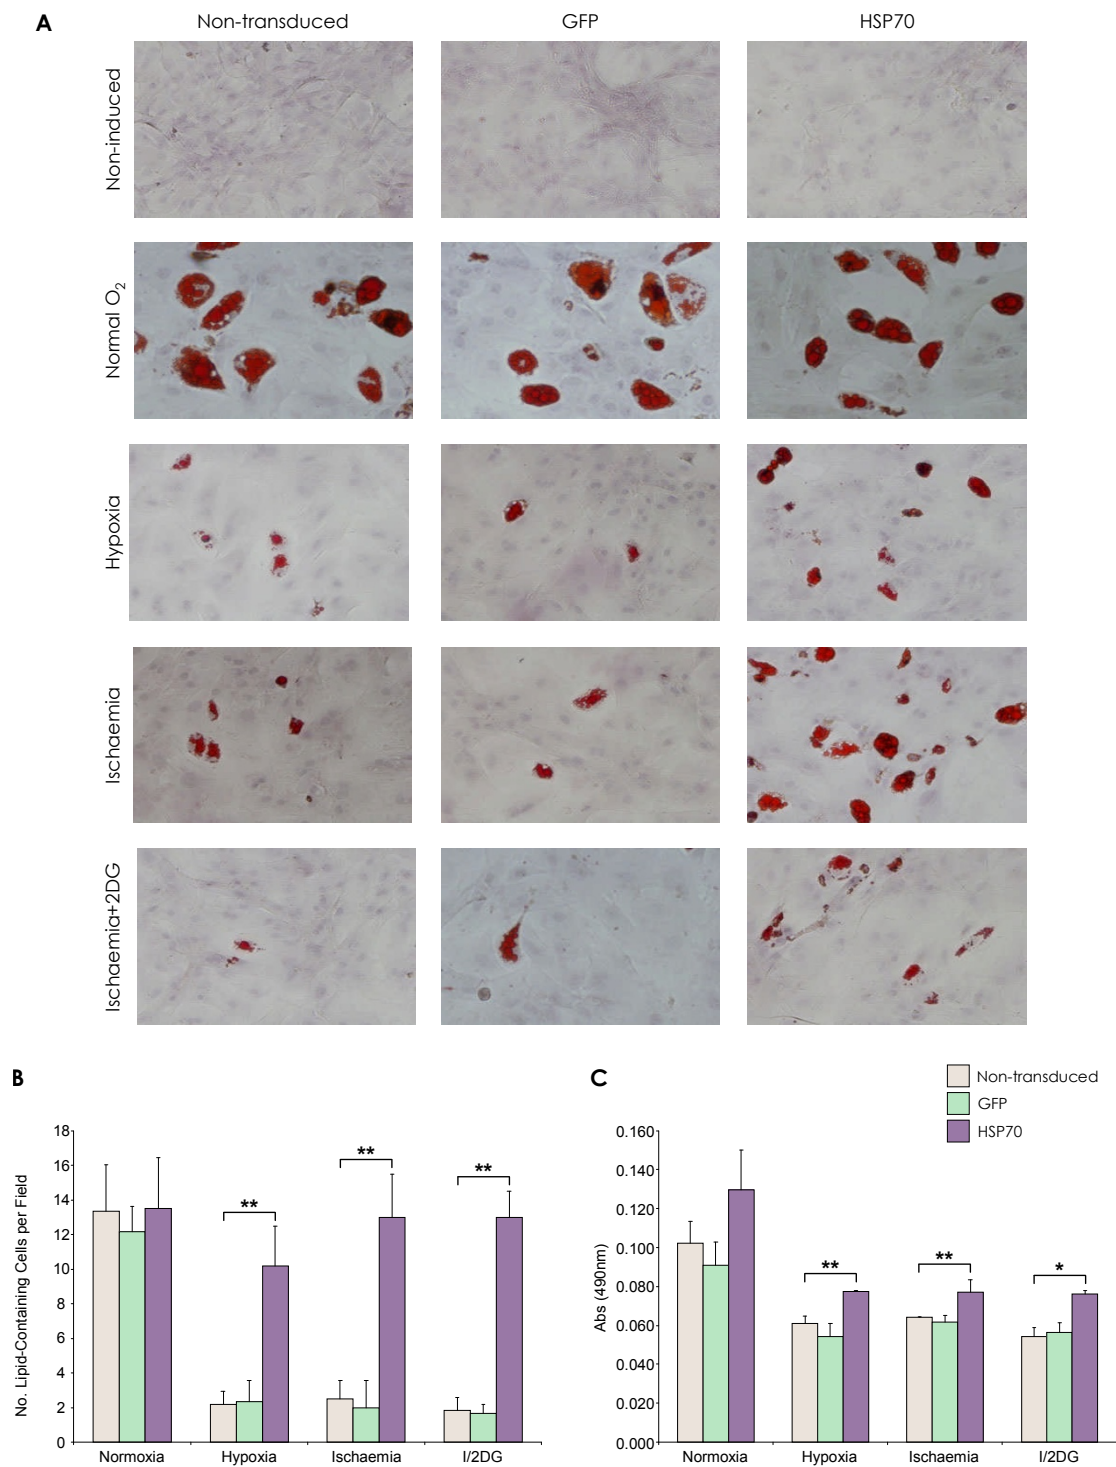 A
Non-transduced GFP HSP70
Non-induced
Normal O2
Hypoxia
Ischaemia
Ischaemia+2DG
B
No. Lipid-Containing Cells per Field
18
16
14
12
10
8
6
4
2
0
**
**
**
Normoxia Hypoxia Ischaemia I/2DG
C
Non-transduced
GFP
HSP70
Abs (490nm)
0.160
0.140
0.120
0.100
0.080
0.060
0.040
0.020
0.000
**
**
*
Normoxia Hypoxia Ischaemia I/2DG